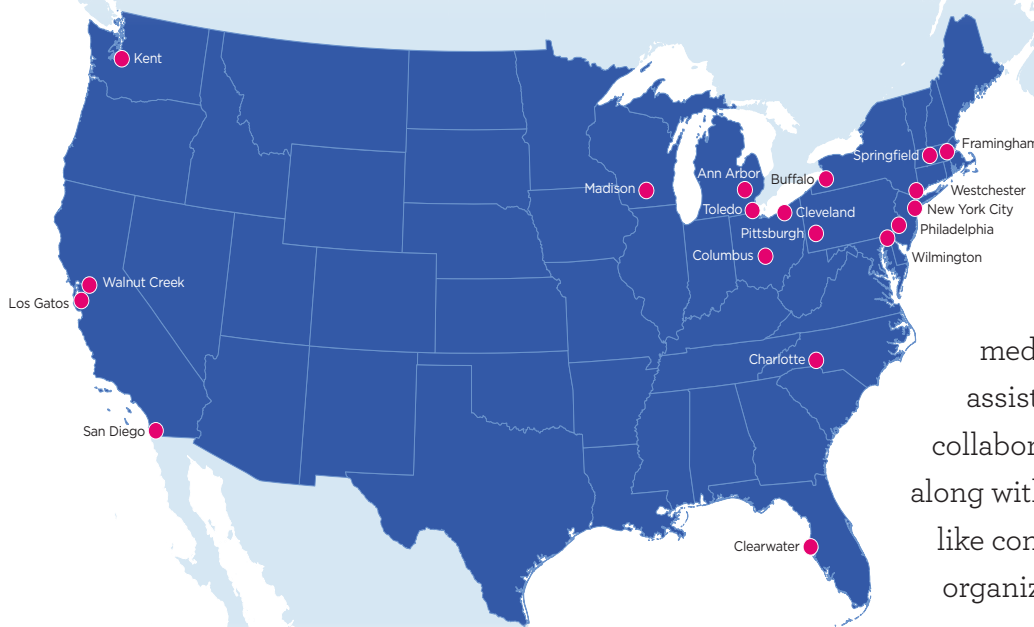 Kent
Framingham
Springfield
Ann Arbor
Buffalo
Madison
Westchester
Toledo
Cleveland
New York City
Pittsburgh
Philadelphia
Columbus
Wilmington
Walnut Creek
Los Gatos
med
assist
collabor
along with
Charlotte
San Diego
like con
organiz
Clearwater